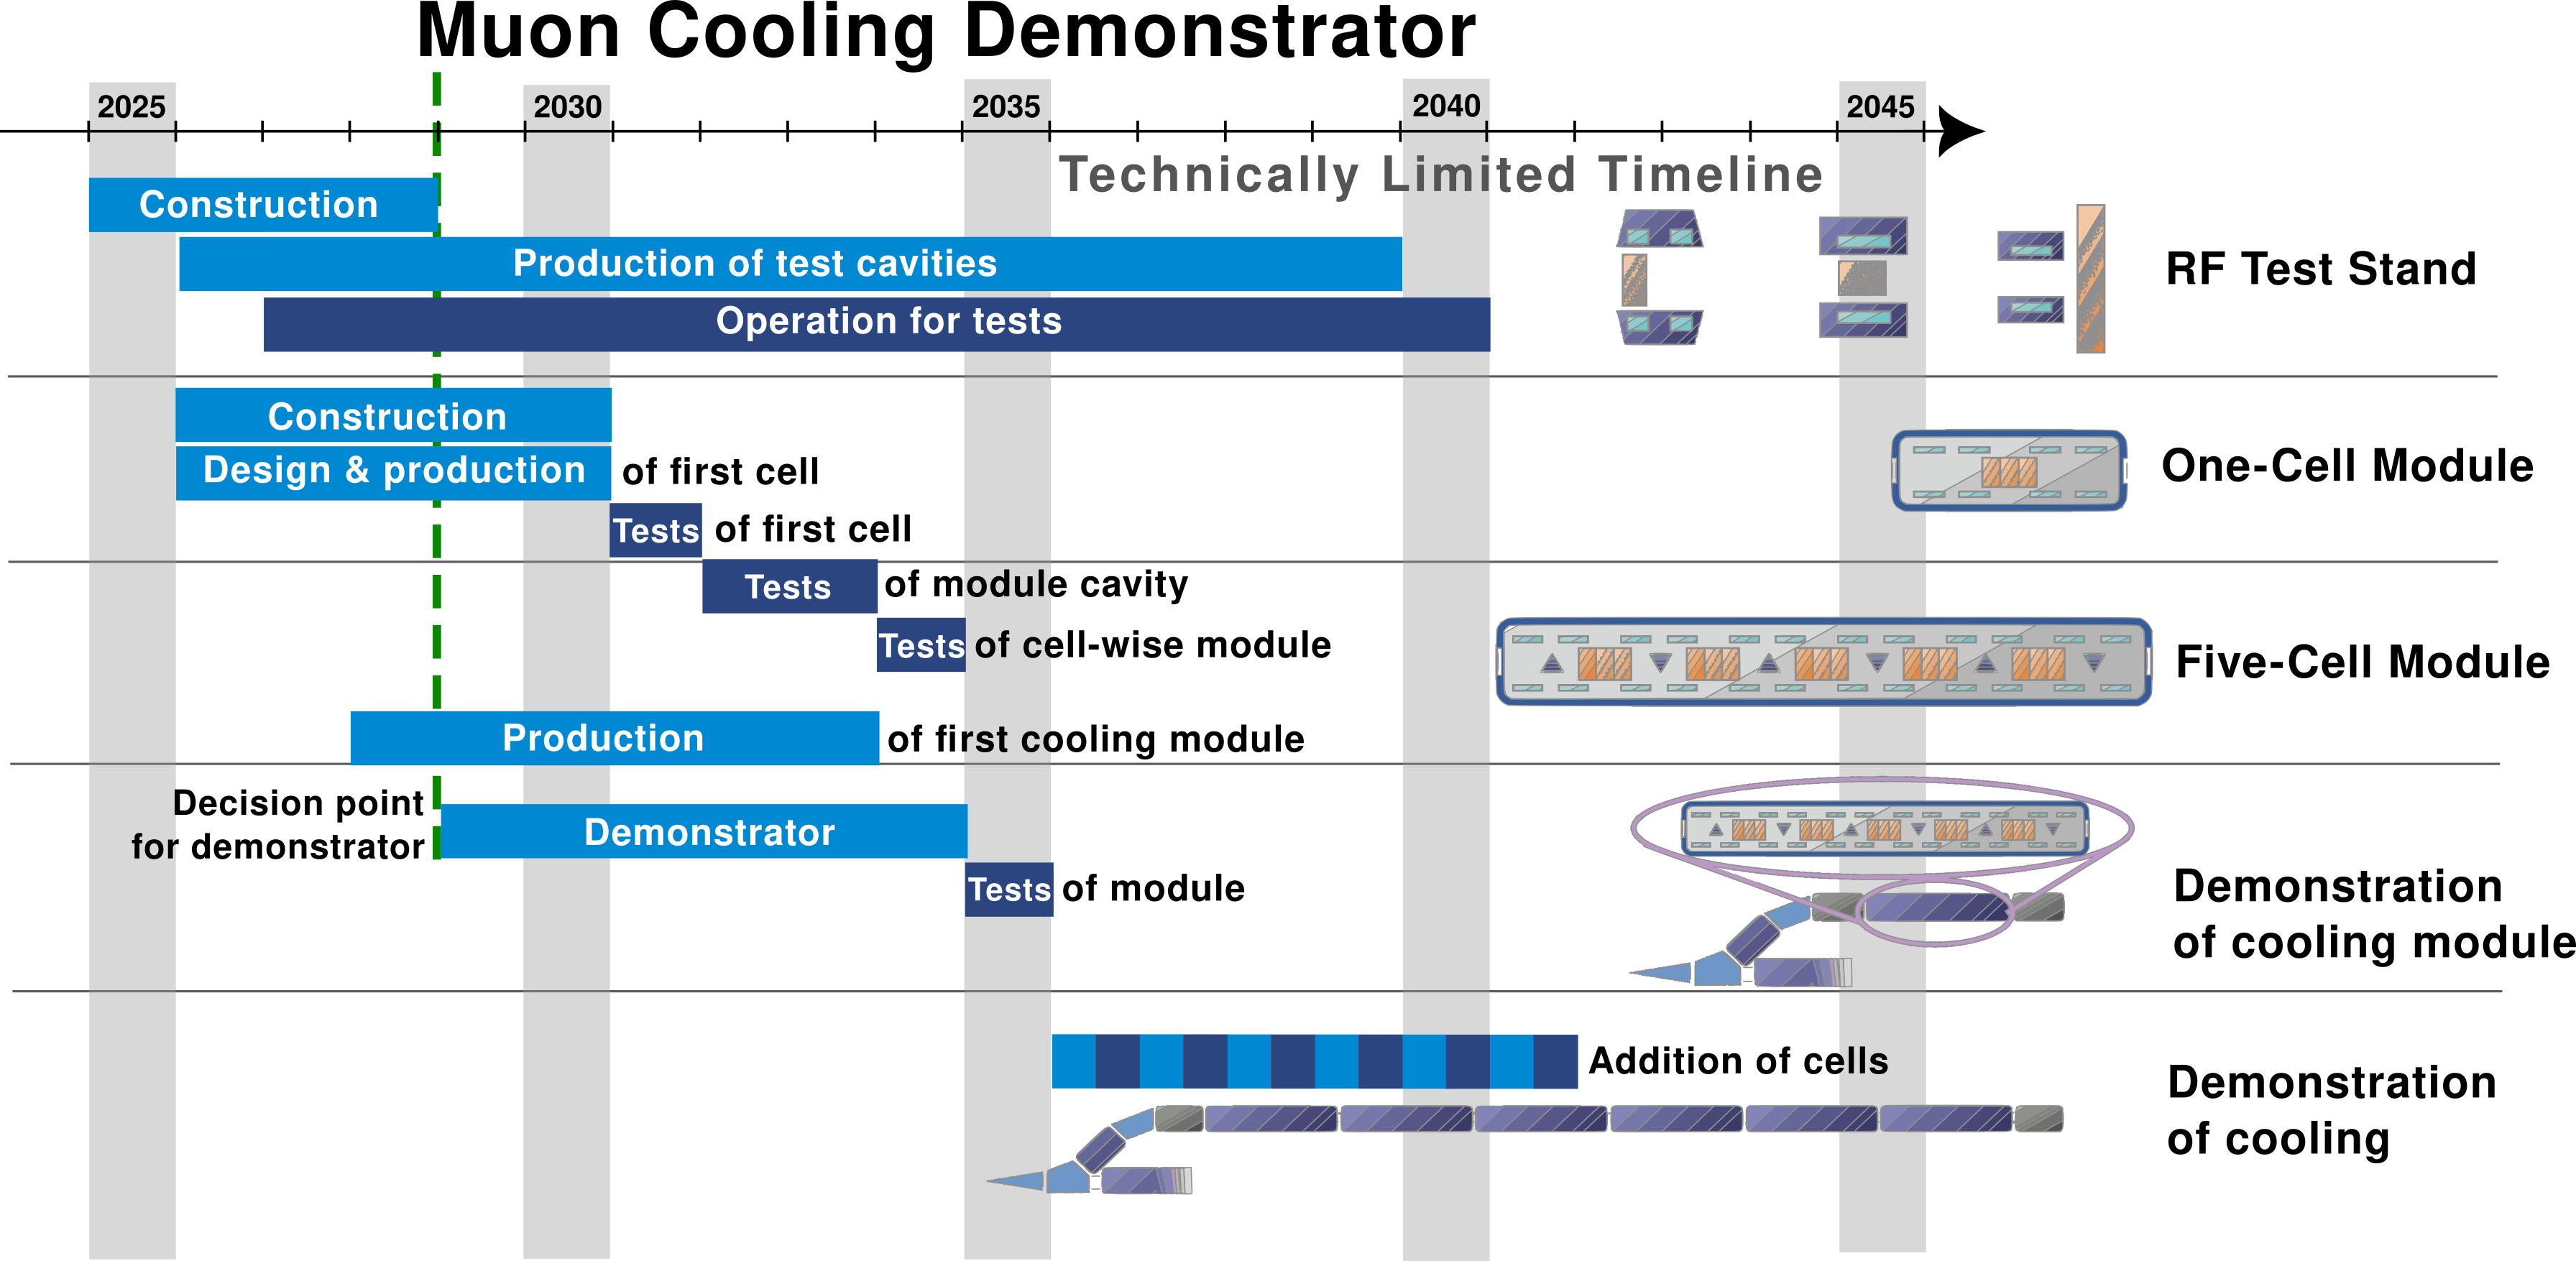 Muon Cooling Demonstrator
2025
2030
2035
2040
2045
Technically Limited Timeline
Construction
Production of test cavities
Operation for tests
RF Test Stand
Construction
Design & production of first cell
Tests of first cell
One-Cell Module
Tests of module cavity
Tests of cell-wise module
Five-Cell Module
Production of first cooling module
Decision point
for demonstrator
Demonstrator
Tests of module
Demonstration
of cooling module
Addition of cells
Demonstration
of cooling